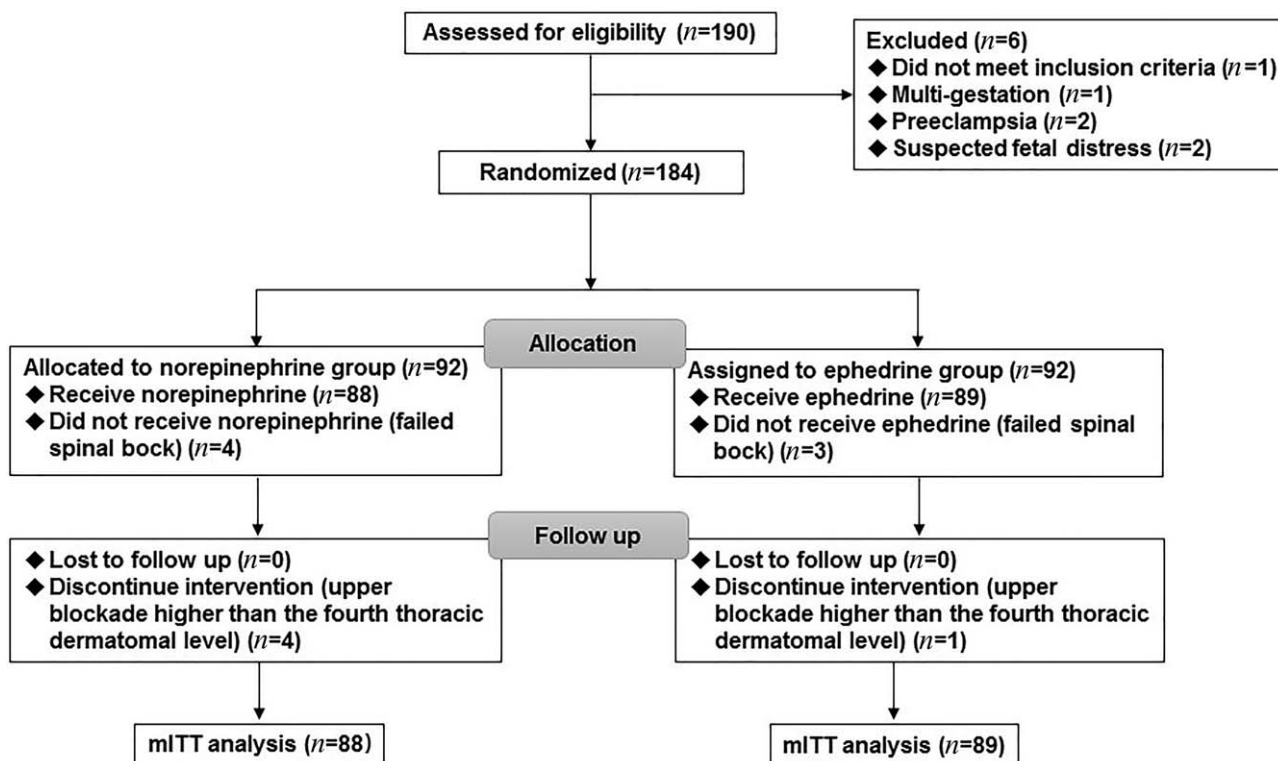 Assessed for eligibility (n=190)
Excluded (n=6)
◆ Did not meet inclusion criteria (n=1)
◆ Multi-gestation (n=1)
◆ Preeclampsia (n=2)
◆ Suspected fetal distress (n=2)
Randomized (n=184)
Allocation
Allocated to norepinephrine group (n=92)
◆ Receive norepinephrine (n=88)
◆ Did not receive norepinephrine (failed
spinal bock) (n=4)
Assigned to ephedrine group (n=92)
◆ Receive ephedrine (n=89)
◆ Did not receive ephedrine (failed spinal
bock) (n=3)
Follow up
◆ Lost to follow up (n=0)
◆ Discontinue intervention (upper
blockade higher than the fourth thoracic
dermatomal level) (n=4)
◆ Lost to follow up (n=0)
◆ Discontinue intervention (upper
blockade higher than the fourth thoracic
dermatomal level) (n=1)
mITT analysis (n=88)
mITT analysis (n=89)